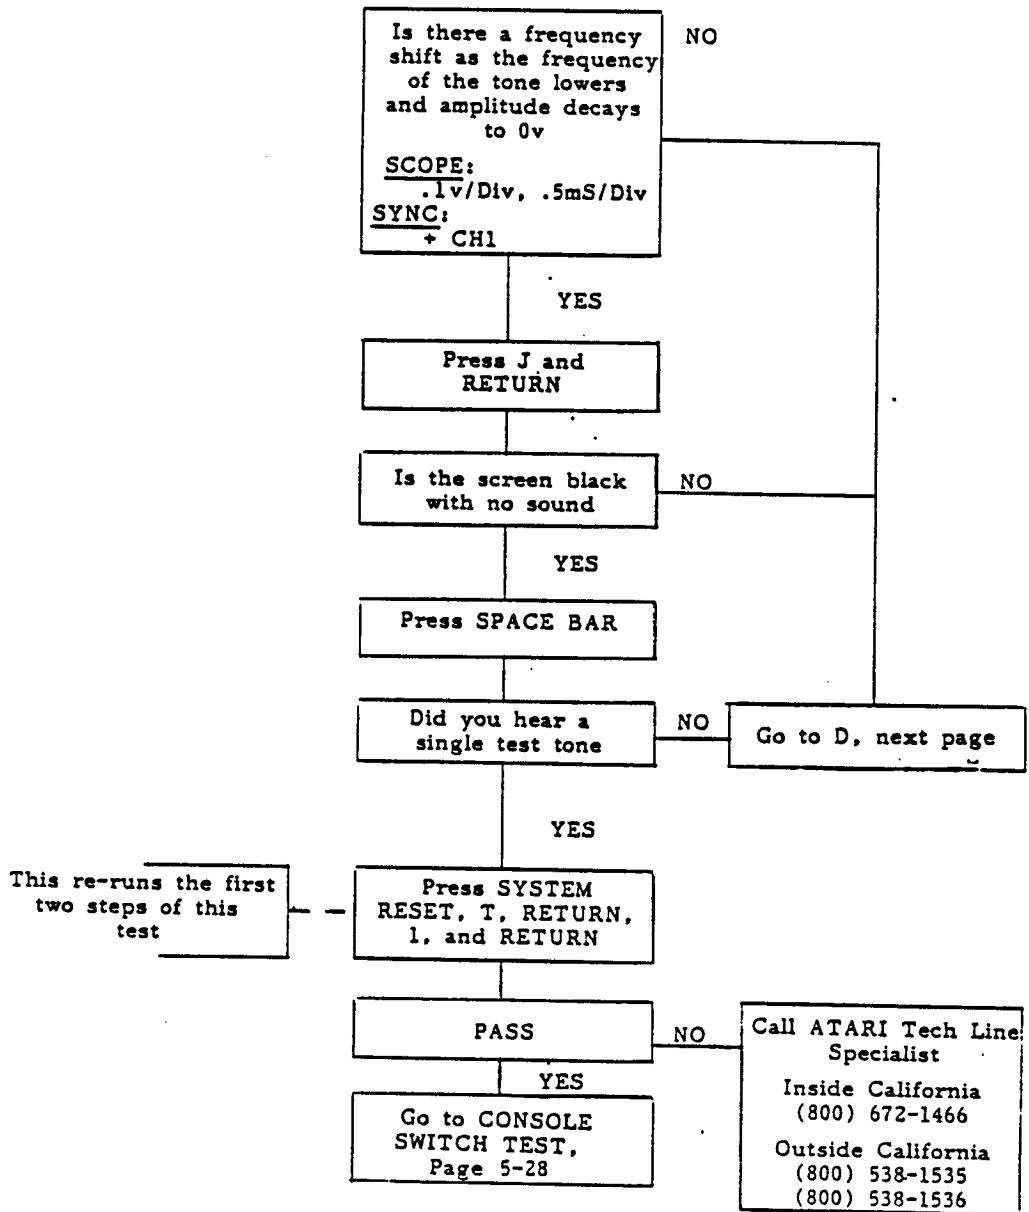 Is there a frequency
shift as the frequency
of the tone lowers
and amplitude decays
to 0v
SCOPE:
.1v/Div, .5mS/Div
SYNC:
+ CH1
NO
YES
Press J and
RETURN
Is the screen black
with no sound
NO
YES
Press SPACE BAR
Did you hear a
single test tone
NO
Go to D, next page
YES
This re-runs the first
two steps of this
test
Press SYSTEM
RESET, T, RETURN,
1, and RETURN
PASS
NO
Call ATARI Tech Line
Specialist
Inside California
(800) 672-1466
Outside California
(800) 538-1535
(800) 538-1536
YES
Go to CONSOLE
SWITCH TEST,
Page 5-28